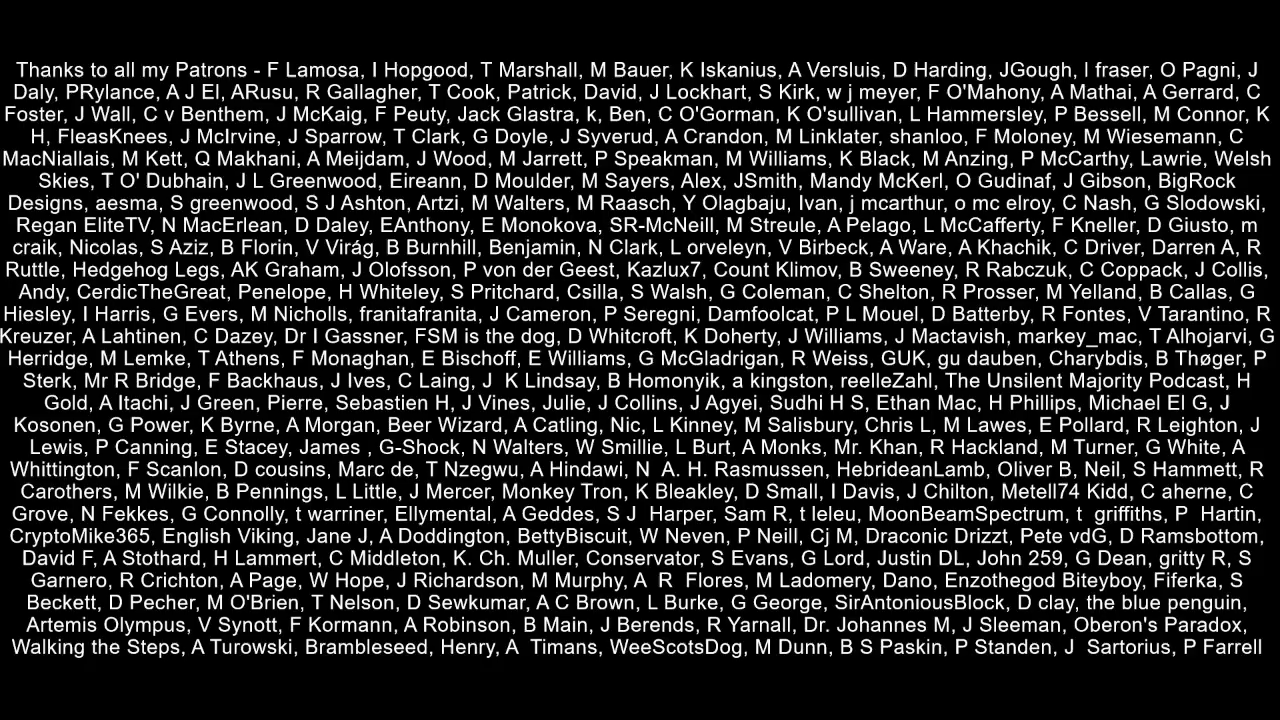 Thanks to all my Patrons - F Lamosa, I Hopgood, T Marshall, M Bauer, K Iskanius, A Versluis, D Harding, JGough, I fraser, O Pagni, J
Daly, PRylance, A J El, ARusu, R Gallagher, T Cook, Patrick, David, J Lockhart, S Kirk, w j meyer, F O'Mahony, A Mathai, A Gerrard, C
Foster, J Wall, C v Benthem, J McKaig, F Peuty, Jack Glastra, k, Ben, C O'Gorman, K O'sullivan, L Hammersley, P Bessell, M Connor, K
H, FleasKnees, J McIrvine, J Sparrow, T Clark, G Doyle, J Syverud, A Crandon, M Linklater, shanloo, F Moloney, M Wiesemann, C
MacNiallais, M Kett, Q Makhani, A Meijdam, J Wood, M Jarrett, P Speakman, M Williams, K Black, M Anzing, P McCarthy, Lawrie, Welsh
Skies, T O' Dubhain, J L Greenwood, Eireann, D Moulder, M Sayers, Alex, JSmith, Mandy McKerl, O Gudinaf, J Gibson, BigRock
Designs, aesma, S greenwood, S J Ashton, Artzi, M Walters, M Raasch, Y Olagbaju, Ivan, j mcarthur, o mc elroy, C Nash, G Slodowski,
Regan EliteTV, N MacErlean, D Daley, EAnthony, E Monokova, SR-McNeill, M Streule, A Pelago, L McCafferty, F Kneller, D Giusto, m
craik, Nicolas, S Aziz, B Florin, V Virág, B Burnhill, Benjamin, N Clark, L orveleyn, V Birbeck, A Ware, A Khachik, C Driver, Darren A, R
Ruttle, Hedgehog Legs, AK Graham, J Olofsson, P von der Geest, Kazlux7, Count Klimov, B Sweeney, R Rabczuk, C Coppack, J Collis,
Andy, CerdicTheGreat, Penelope, H Whiteley, S Pritchard, Csilla, S Walsh, G Coleman, C Shelton, R Prosser, M Yelland, B Callas, G
Hiesley, I Harris, G Evers, M Nicholls, franitafranita, J Cameron, P Seregni, Damfoolcat, P L Mouel, D Batterby, R Fontes, V Tarantino, R
Kreuzer, A Lahtinen, C Dazey, Dr I Gassner, FSM is the dog, D Whitcroft, K Doherty, J Williams, J Mactavish, markey_mac, T Alhojarvi, G
Herridge, M Lemke, T Athens, F Monaghan, E Bischoff, E Williams, G McGladrigan, R Weiss, GUK, gu dauben, Charybdis, B Thøger, P
Sterk, Mr R Bridge, F Backhaus, J Ives, C Laing, J  K Lindsay, B Homonyik, a kingston, reelleZahl, The Unsilent Majority Podcast, H
Gold, A Itachi, J Green, Pierre, Sebastien H, J Vines, Julie, J Collins, J Agyei, Sudhi H S, Ethan Mac, H Phillips, Michael El G, J
Kosonen, G Power, K Byrne, A Morgan, Beer Wizard, A Catling, Nic, L Kinney, M Salisbury, Chris L, M Lawes, E Pollard, R Leighton, J
Lewis, P Canning, E Stacey, James , G-Shock, N Walters, W Smillie, L Burt, A Monks, Mr. Khan, R Hackland, M Turner, G White, A
Whittington, F Scanlon, D cousins, Marc de, T Nzegwu, A Hindawi, N  A. H. Rasmussen, HebrideanLamb, Oliver B, Neil, S Hammett, R
Carothers, M Wilkie, B Pennings, L Little, J Mercer, Monkey Tron, K Bleakley, D Small, I Davis, J Chilton, Metell74 Kidd, C aherne, C
Grove, N Fekkes, G Connolly, t warriner, Ellymental, A Geddes, S J  Harper, Sam R, t leleu, MoonBeamSpectrum, t  griffiths, P  Hartin,
CryptoMike365, English Viking, Jane J, A Doddington, BettyBiscuit, W Neven, P Neill, Cj M, Draconic Drizzt, Pete vdG, D Ramsbottom,
David F, A Stothard, H Lammert, C Middleton, K. Ch. Muller, Conservator, S Evans, G Lord, Justin DL, John 259, G Dean, gritty R, S
Garnero, R Crichton, A Page, W Hope, J Richardson, M Murphy, A  R  Flores, M Ladomery, Dano, Enzothegod Biteyboy, Fiferka, S
Beckett, D Pecher, M O'Brien, T Nelson, D Sewkumar, A C Brown, L Burke, G George, SirAntoniousBlock, D clay, the blue penguin,
Artemis Olympus, V Synott, F Kormann, A Robinson, B Main, J Berends, R Yarnall, Dr. Johannes M, J Sleeman, Oberon's Paradox,
Walking the Steps, A Turowski, Brambleseed, Henry, A  Timans, WeeScotsDog, M Dunn, B S Paskin, P Standen, J  Sartorius, P Farrell